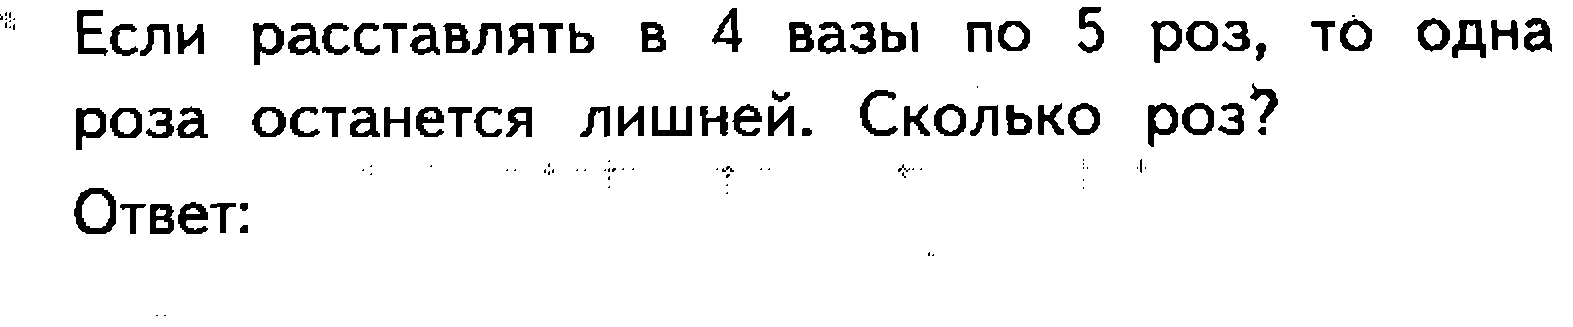 Если расставлять в 4 вазы по 5 роз, то одна
роза останется лишней. Сколько роз?
Ответ: